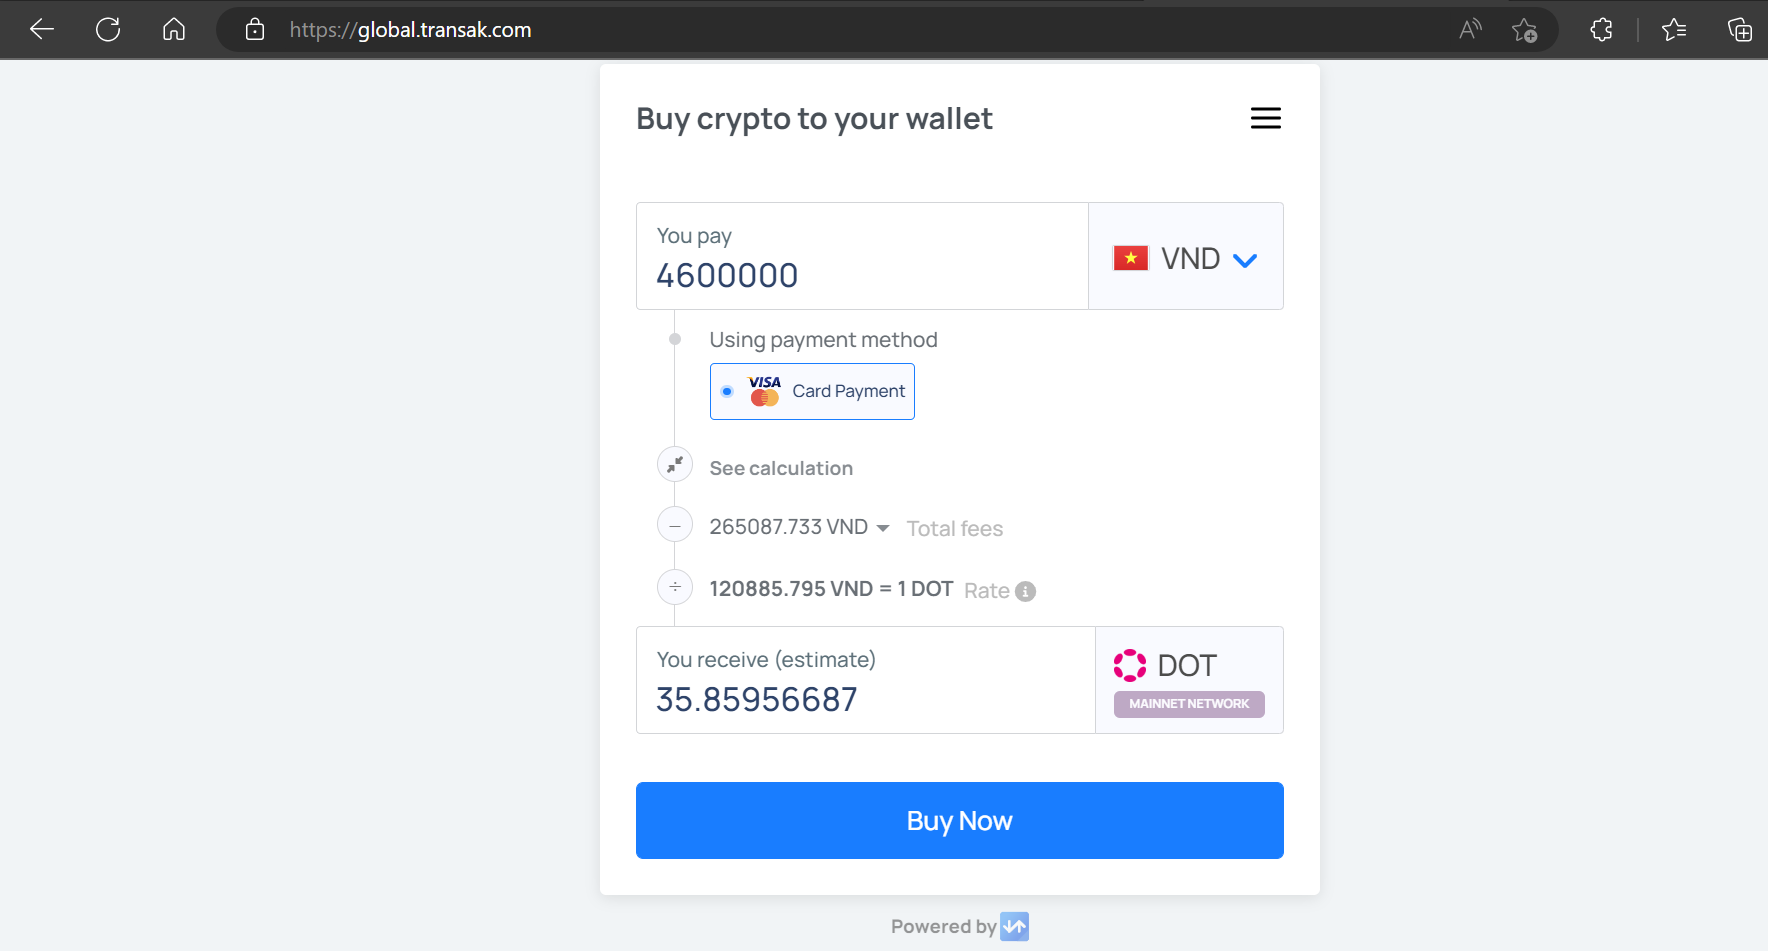 https://global.transak.com
Buy crypto to your wallet
You pay
4600000
VND
Using payment method
VISA Card Payment
See calculation
265087.733 VND Total fees
120885.795 VND = 1 DOT Rate
You receive (estimate)
35.85956687
DOT
MAINNET NETWORK
Buy Now
Powered by